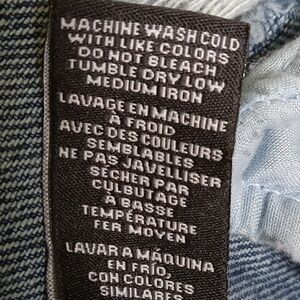 MACHINE WASH COLD
WITH LIKE COLORS
DO NOT BLEACH
TUMBLE DRY LOW
MEDIUM IRON
LAVAGE EN MACHINE
À FROID
AVEC DES COULEURS
SEMBLABLES
NE PAS JAVELLISER
SÉCHER PAR
CULBUTAGE
À BASSE
TEMPÉRATURE
FER MOYEN
LAVAR A MÁQUINA
EN FRÍO,
CON COLORES
SIMILARES